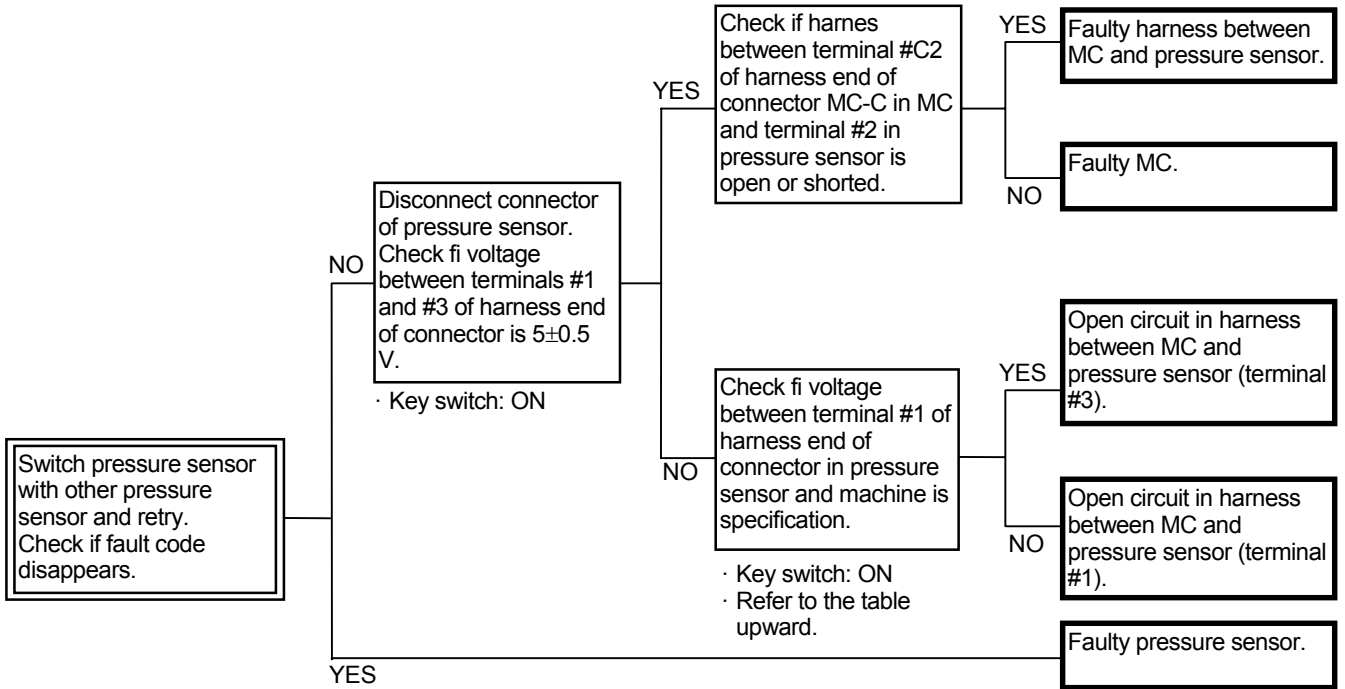 Switch pressure sensor
with other pressure
sensor and retry.
Check if fault code
disappears.
NO
Disconnect connector
of pressure sensor.
Check fi voltage
between terminals #1
and #3 of harness end
of connector is 5±0.5
V.
· Key switch: ON
YES
Check if harnes
between terminal #C2
of harness end of
connector MC-C in MC
and terminal #2 in
pressure sensor is
open or shorted.
YES
Faulty harness between
MC and pressure sensor.
NO
Faulty MC.
NO
Check fi voltage
between terminal #1 of
harness end of
connector in pressure
sensor and machine is
specification.
· Key switch: ON
· Refer to the table
upward.
YES
Open circuit in harness
between MC and
pressure sensor (terminal
#3).
NO
Open circuit in harness
between MC and
pressure sensor (terminal
#1).
YES
Faulty pressure sensor.